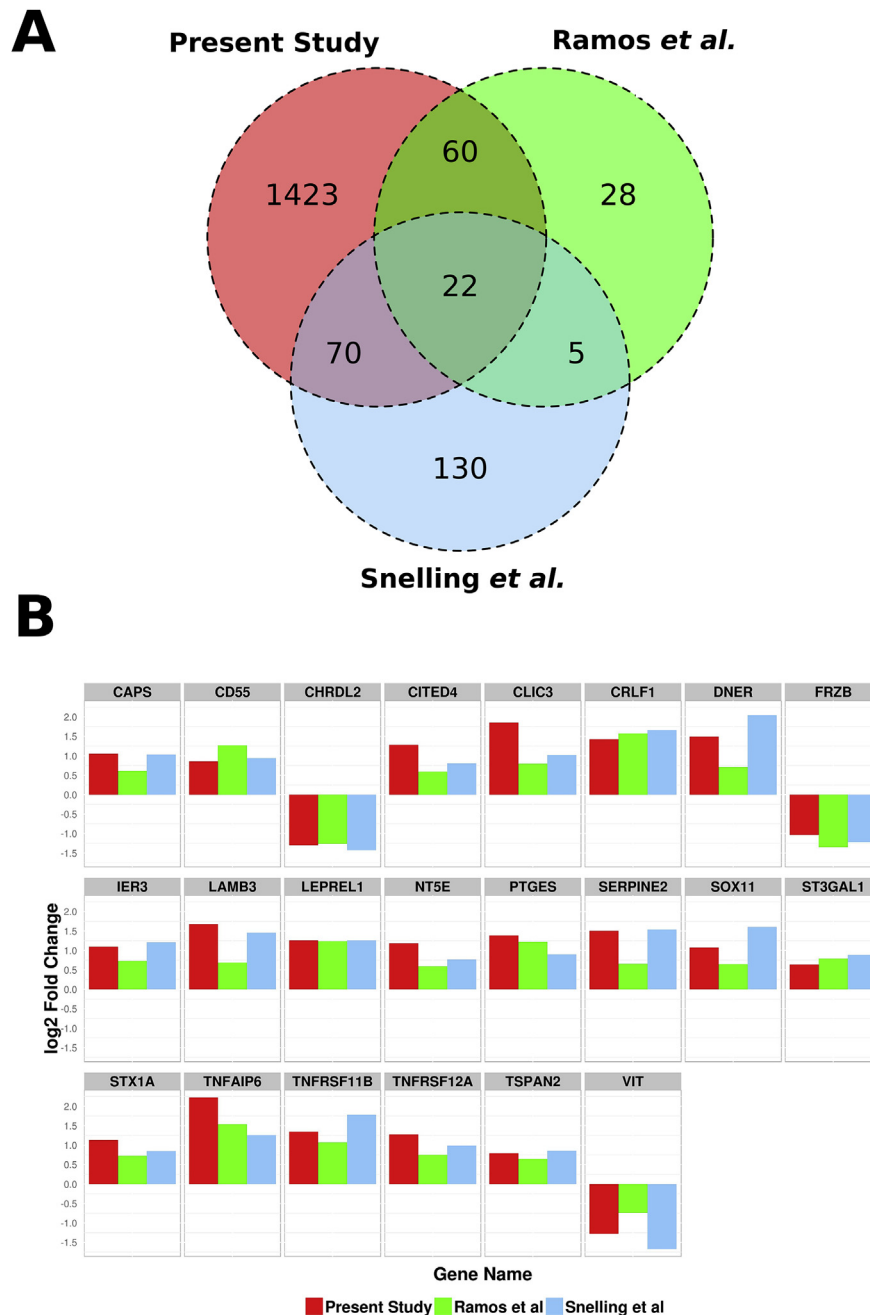 A
Present Study
Ramos et al.
60
1423
28
22
70
5
130
Snelling et al.
B
log2 Fold Change
CAPS CD55 CHRDL2 CITED4 CLIC3 CRLF1 DNER FRZB
2.0
1.5
1.0
0.5
0.0
-0.5
-1.0
-1.5
IER3 LAMB3 LEPREL1 NT5E PTGES SERPINE2 SOX11 ST3GAL1
2.0
1.5
1.0
0.5
0.0
-0.5
-1.0
-1.5
STX1A TNFAIP6 TNFRSF11B TNFRSF12A TSPAN2 VIT
2.0
1.5
1.0
0.5
0.0
-0.5
-1.0
-1.5
Gene Name
Present Study Ramos et al Snelling et al